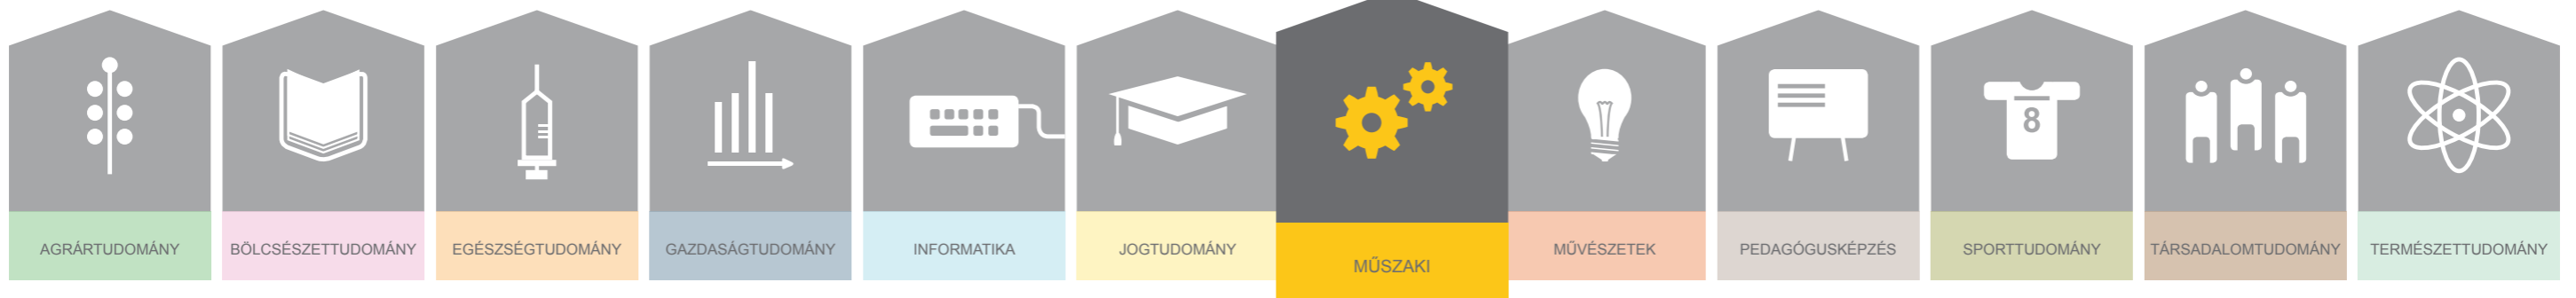 8
AGRÁRTUDOMÁNY
BÖLCSÉSZETTUDOMÁNY
EGÉSZSÉGTUDOMÁNY
GAZDASÁGTUDOMÁNY
INFORMATIKA
JOGTUDOMÁNY
MŰSZAKI
MŰVÉSZETEK
PEDAGÓGUSKÉPZÉS
SPORTTUDOMÁNY
TÁRSADALOMTUDOMÁNY
TERMÉSZETTUDOMÁNY